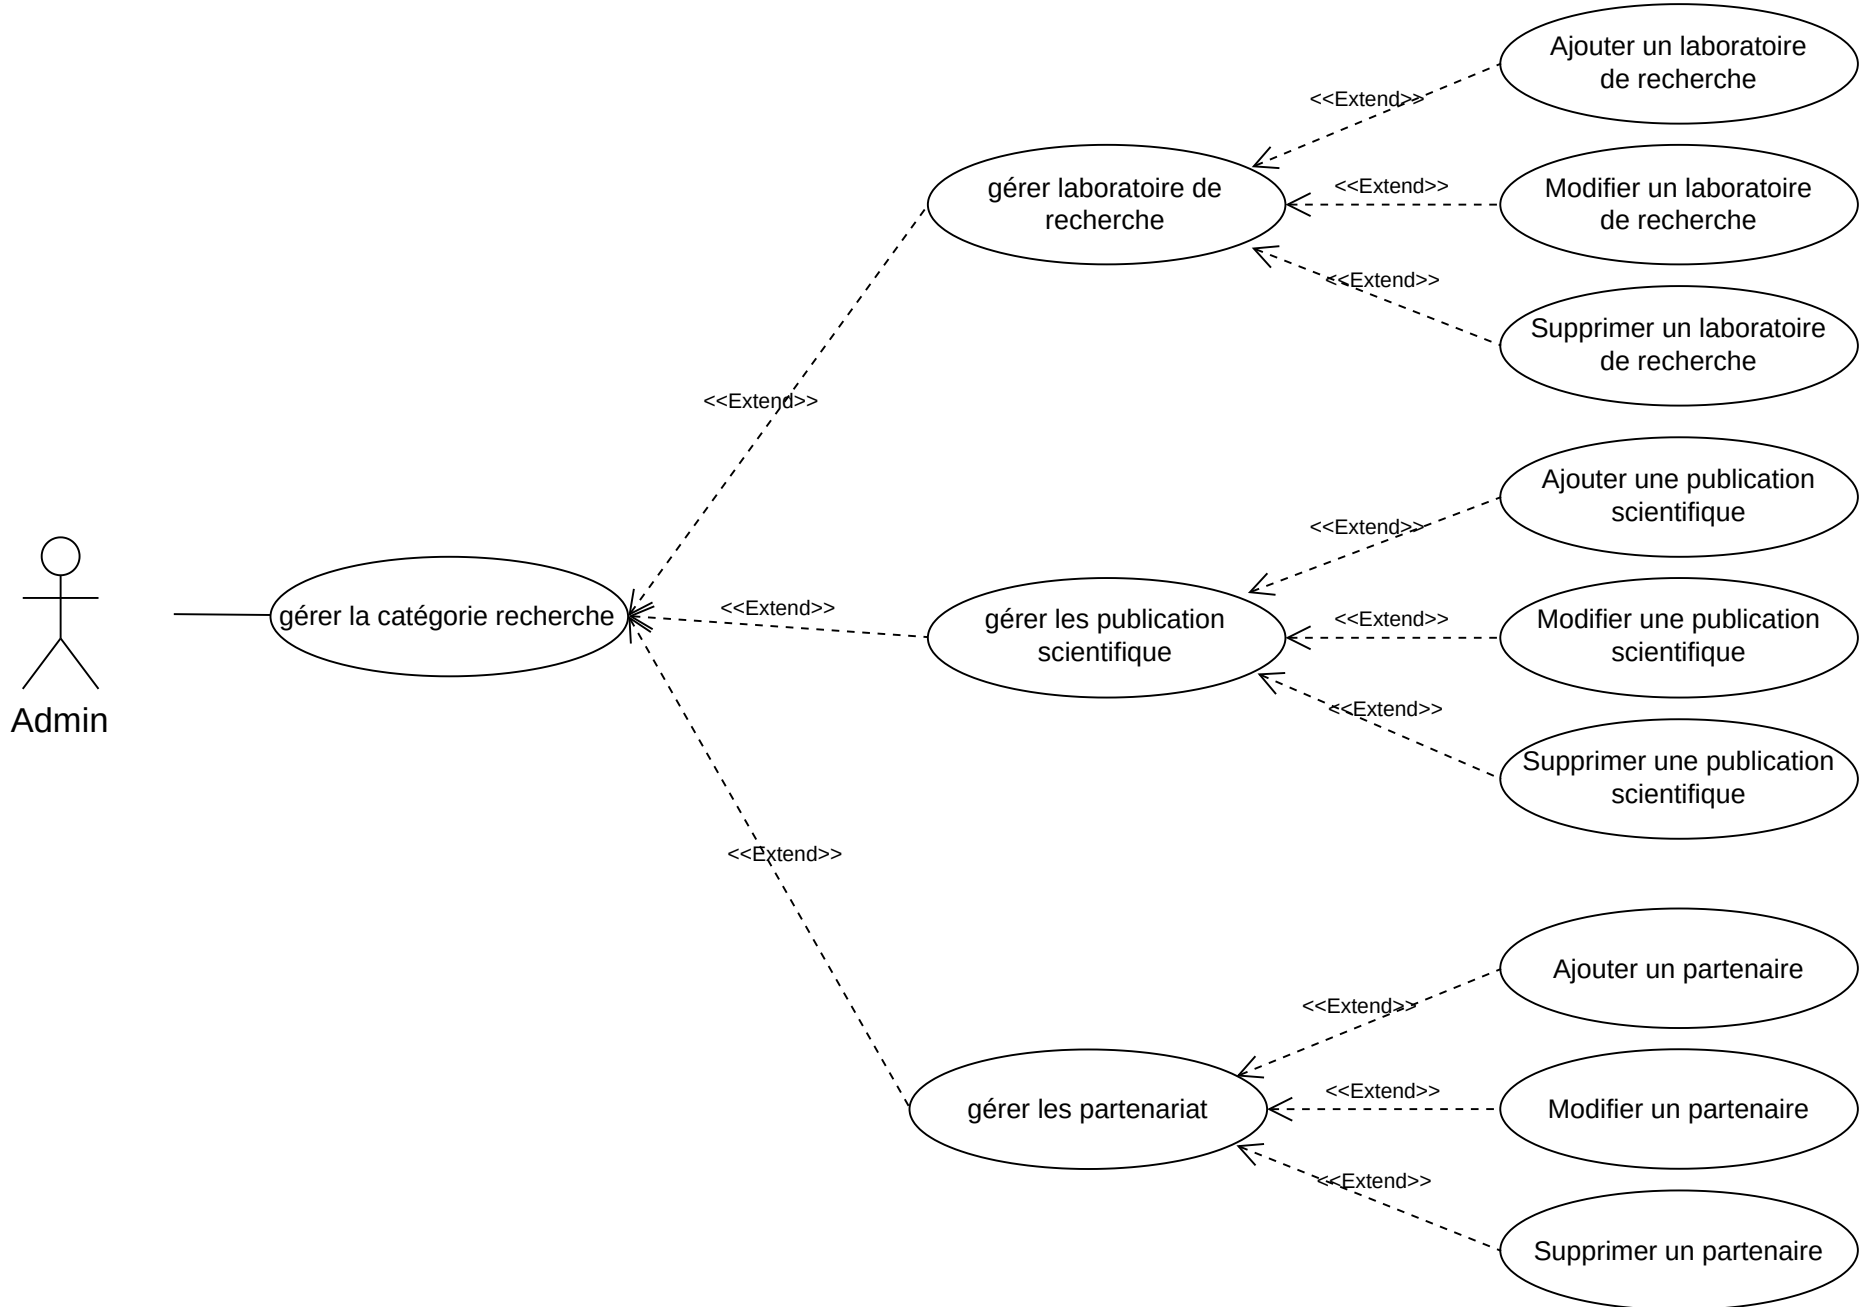 Ajouter un laboratoire
de recherche
<<Extend>>
gérer laboratoire de
recherche
<<Extend>>
Modifier un laboratoire
de recherche
<<Extend>>
Supprimer un laboratoire
de recherche
<<Extend>>
Ajouter une publication
scientifique
<<Extend>>
Admin
gérer la catégorie recherche
<<Extend>>
gérer les publication
scientifique
<<Extend>>
Modifier une publication
scientifique
<<Extend>>
Supprimer une publication
scientifique
<<Extend>>
Ajouter un partenaire
<<Extend>>
gérer les partenariat
<<Extend>>
Modifier un partenaire
<<Extend>>
Supprimer un partenaire